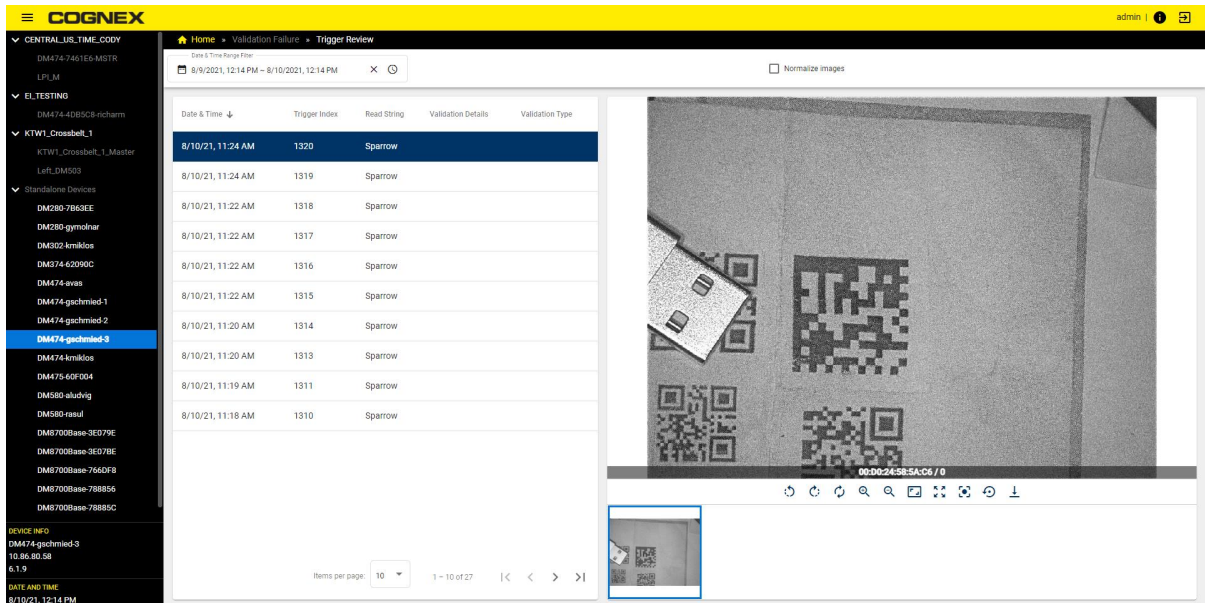 COGNEX
admin |
CENTRAL_US_TIME_CODY
DM474-7461E6-MSTR
LPI_M
EI_TESTING
DM474-4DB5C8-richarm
KTW1_Crossbelt_1
KTW1_Crossbelt_1_Master
Left_DM503
Standalone Devices
DM280-7B63EE
DM280-gymolnar
DM302-kmiklos
DM374-62090C
DM474-avas
DM474-gschmied-1
DM474-gschmied-2
DM474-gschmied-3
DM474-kmiklos
DM475-60F004
DM580-aludvig
DM580-rasul
DM8700Base-3E079E
DM8700Base-3E07BE
DM8700Base-766DF8
DM8700Base-788856
DM8700Base-78885C
DEVICE INFO
DM474-gschmied-3
10.86.80.58
6.1.9
DATE AND TIME
8/10/21, 12:14 PM
Home » Validation Failure » Trigger Review
Date & Time Range Filter
8/9/2021, 12:14 PM – 8/10/2021, 12:14 PM
Normalize images
Date & Time Trigger Index Read String Validation Details Validation Type
8/10/21, 11:24 AM 1320 Sparrow
8/10/21, 11:24 AM 1319 Sparrow
8/10/21, 11:22 AM 1318 Sparrow
8/10/21, 11:22 AM 1317 Sparrow
8/10/21, 11:22 AM 1316 Sparrow
8/10/21, 11:22 AM 1315 Sparrow
8/10/21, 11:20 AM 1314 Sparrow
8/10/21, 11:20 AM 1313 Sparrow
8/10/21, 11:19 AM 1311 Sparrow
8/10/21, 11:18 AM 1310 Sparrow
Items per page: 10 1 – 10 of 27
00:D0:24:58:5A:C6 / 0